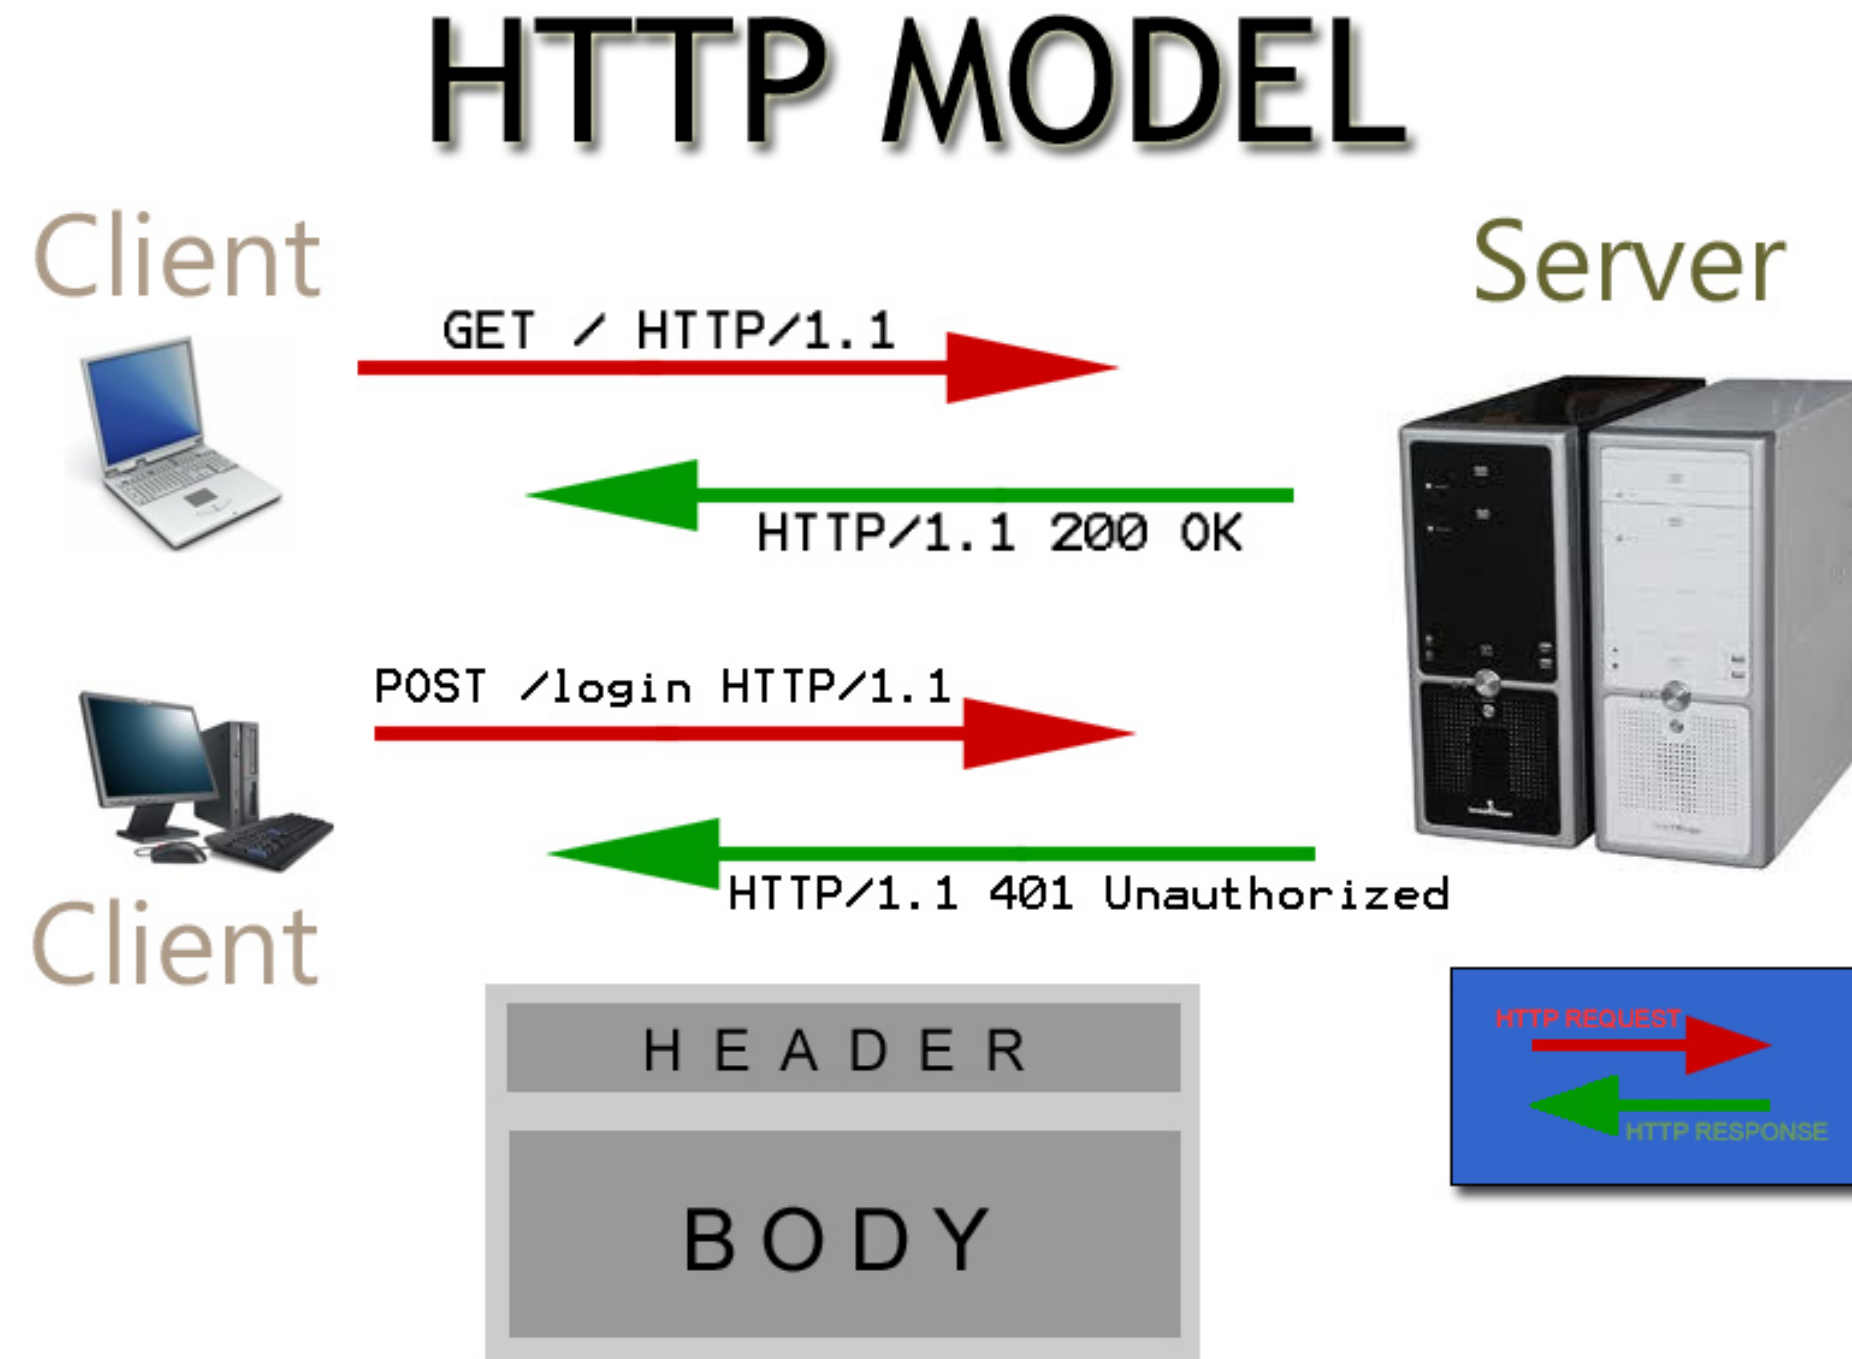 HTTP MODEL
Client
Server
GET / HTTP/1.1
HTTP/1.1 200 OK
POST /login HTTP/1.1
HTTP/1.1 401 Unauthorized
Client
HEADER
BODY
HTTP REQUEST
HTTP RESPONSE